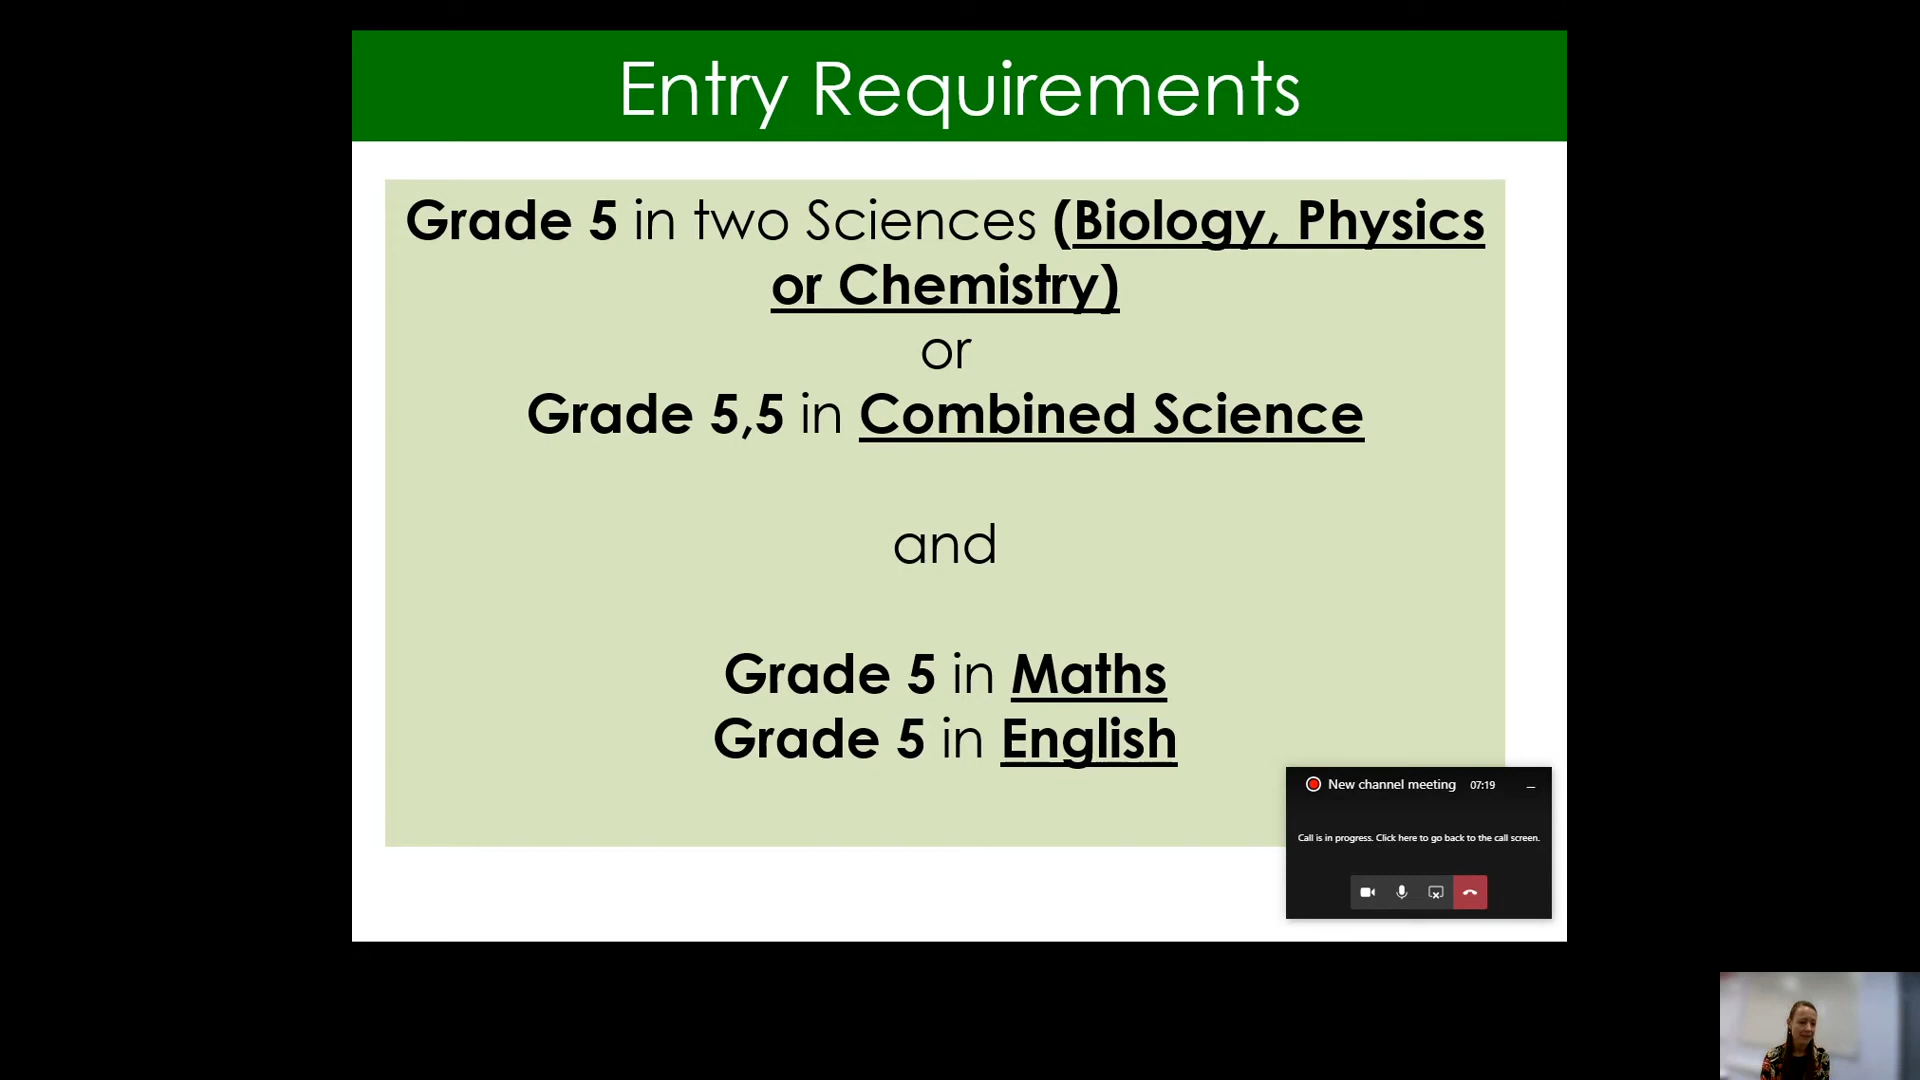 Entry Requirements
Grade 5 in two Sciences (Biology, Physics
or Chemistry)
or
Grade 5,5 in Combined Science
and
Grade 5 in Maths
Grade 5 in English
New channel meeting 07:19
Call is in progress. Click here to go back to the call screen.